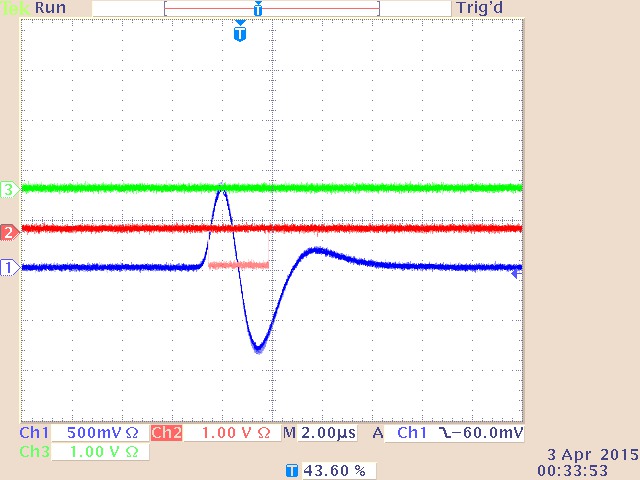 Tek Run Trig'd
T
T
3
2
1
Ch1 500mV Ω Ch2 1.00 V Ω M 2.00µs A Ch1 ꓶ −60.0mV
Ch3 1.00 V Ω
3 Apr 2015
T 43.60 % 00:33:53